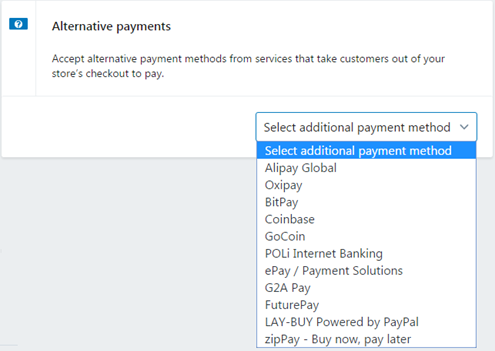 Alternative payments
Accept alternative payment methods from services that take customers out of your
store's checkout to pay.
Select additional payment method
Select additional payment method
Alipay Global
Oxipay
BitPay
Coinbase
GoCoin
POLi Internet Banking
ePay / Payment Solutions
G2A Pay
FuturePay
LAY-BUY Powered by PayPal
zipPay - Buy now, pay later